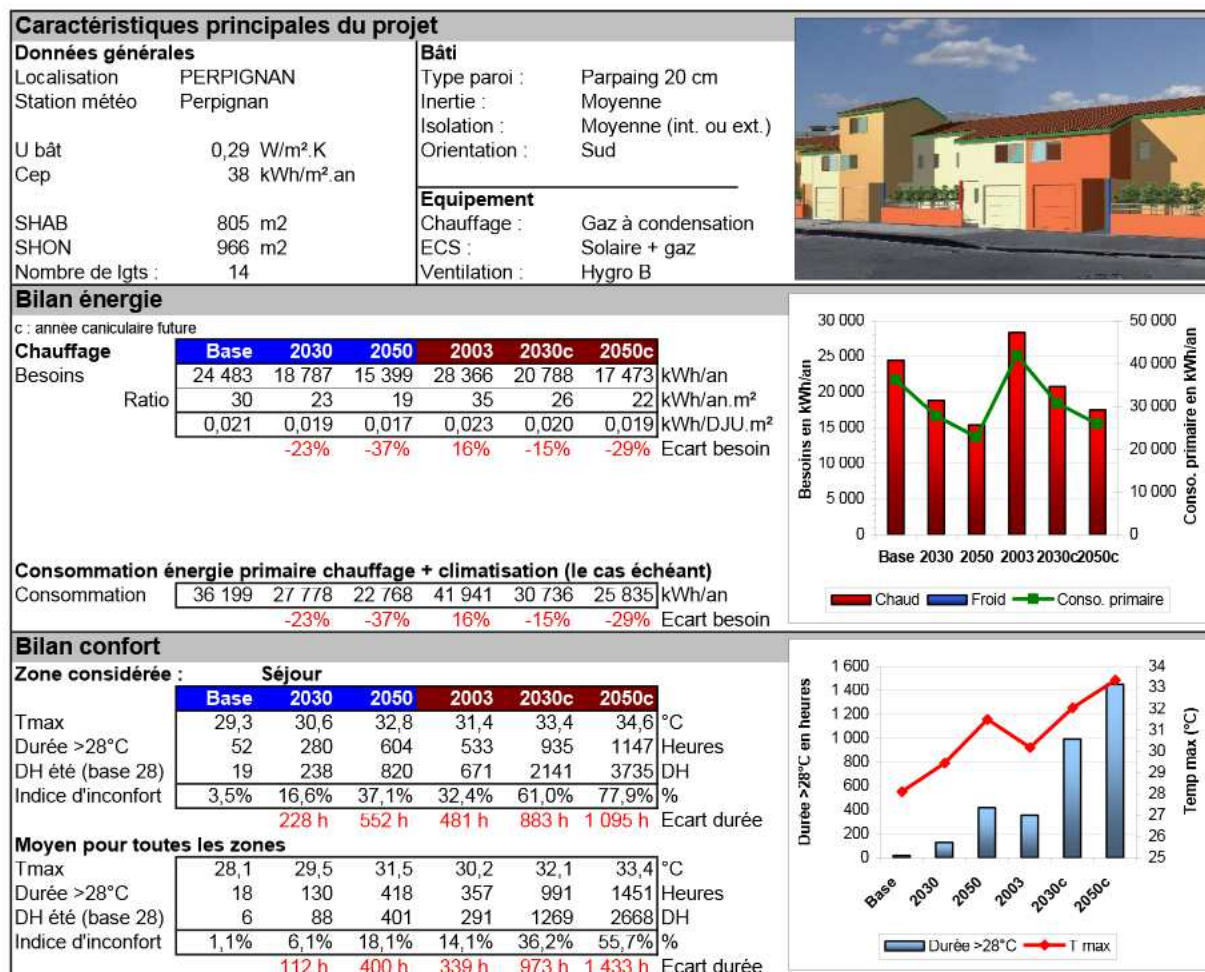 Caractéristiques principales du projet
Données générales
Localisation PERPIGNAN
Station météo Perpignan
U bât 0,29 W/m².K
Cep 38 kWh/m².an
SHAB 805 m2
SHON 966 m2
Nombre de lgts : 14
Bâti
Type paroi : Parpaing 20 cm
Inertie : Moyenne
Isolation : Moyenne (int. ou ext.)
Orientation : Sud
Equipement
Chauffage : Gaz à condensation
ECS : Solaire + gaz
Ventilation : Hygro B
Bilan énergie
c : année caniculaire future
Chauffage Base 2030 2050 2003 2030c 2050c
Besoins 24 483 18 787 15 399 28 366 20 788 17 473 kWh/an
Ratio 30 23 19 35 26 22 kWh/an.m²
0,021 0,019 0,017 0,023 0,020 0,019 kWh/DJU.m²
-23% -37% 16% -15% -29% Ecart besoin
Consommation énergie primaire chauffage + climatisation (le cas échéant)
Consommation 36 199 27 778 22 768 41 941 30 736 25 835 kWh/an
-23% -37% 16% -15% -29% Ecart besoin
30 000
25 000
20 000
15 000
10 000
5 000
0
Besoins en kWh/an
50 000
40 000
30 000
20 000
10 000
0
Conso. primaire en kWh/an
Base 2030 2050 2003 2030c 2050c
Chaud Froid Conso. primaire
Bilan confort
Zone considérée : Séjour
Base 2030 2050 2003 2030c 2050c
Tmax 29,3 30,6 32,8 31,4 33,4 34,6 °C
Durée >28°C 52 280 604 533 935 1147 Heures
DH été (base 28) 19 238 820 671 2141 3735 DH
Indice d'inconfort 3,5% 16,6% 37,1% 32,4% 61,0% 77,9% %
228 h 552 h 481 h 883 h 1 095 h Ecart durée
Moyen pour toutes les zones
Tmax 28,1 29,5 31,5 30,2 32,1 33,4 °C
Durée >28°C 18 130 418 357 991 1451 Heures
DH été (base 28) 6 88 401 291 1269 2668 DH
Indice d'inconfort 1,1% 6,1% 18,1% 14,1% 36,2% 55,7% %
112 h 400 h 339 h 973 h 1 433 h Ecart durée
1 600
1 400
1 200
1 000
800
600
400
200
0
Durée >28°C en heures
34
33
32
31
30
29
28
27
26
25
Temp max (°C)
Base 2030 2050 2003 2030c 2050c
Durée >28°C T max